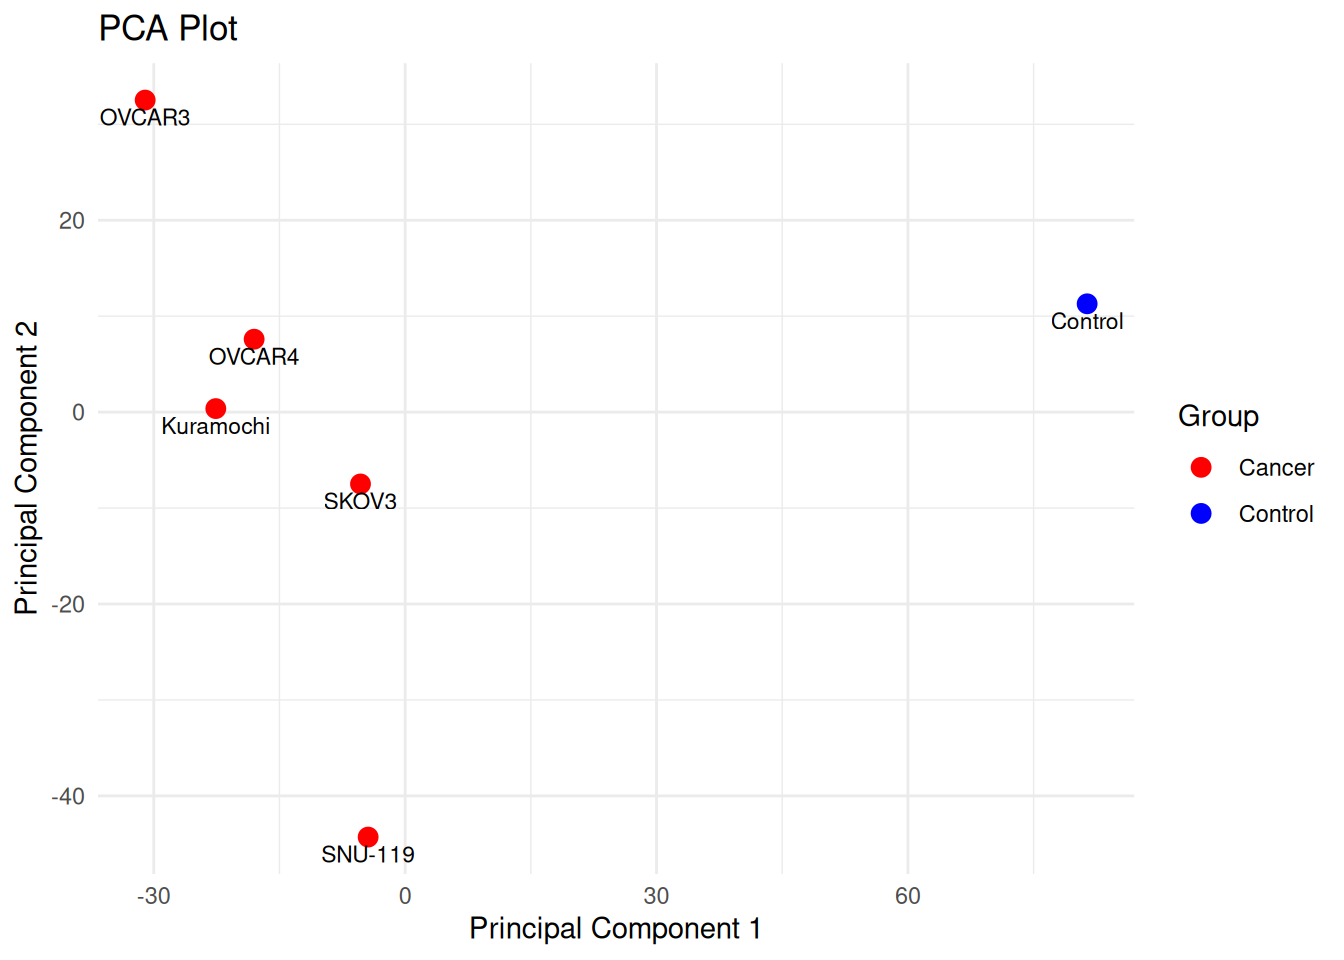 PCA Plot
OVCAR3
20
Control
OVCAR4
0
Kuramochi
SKOV3
-20
-40
SNU-119
-30
0
30
60
Principal Component 1
Principal Component 2
Group
Cancer
Control